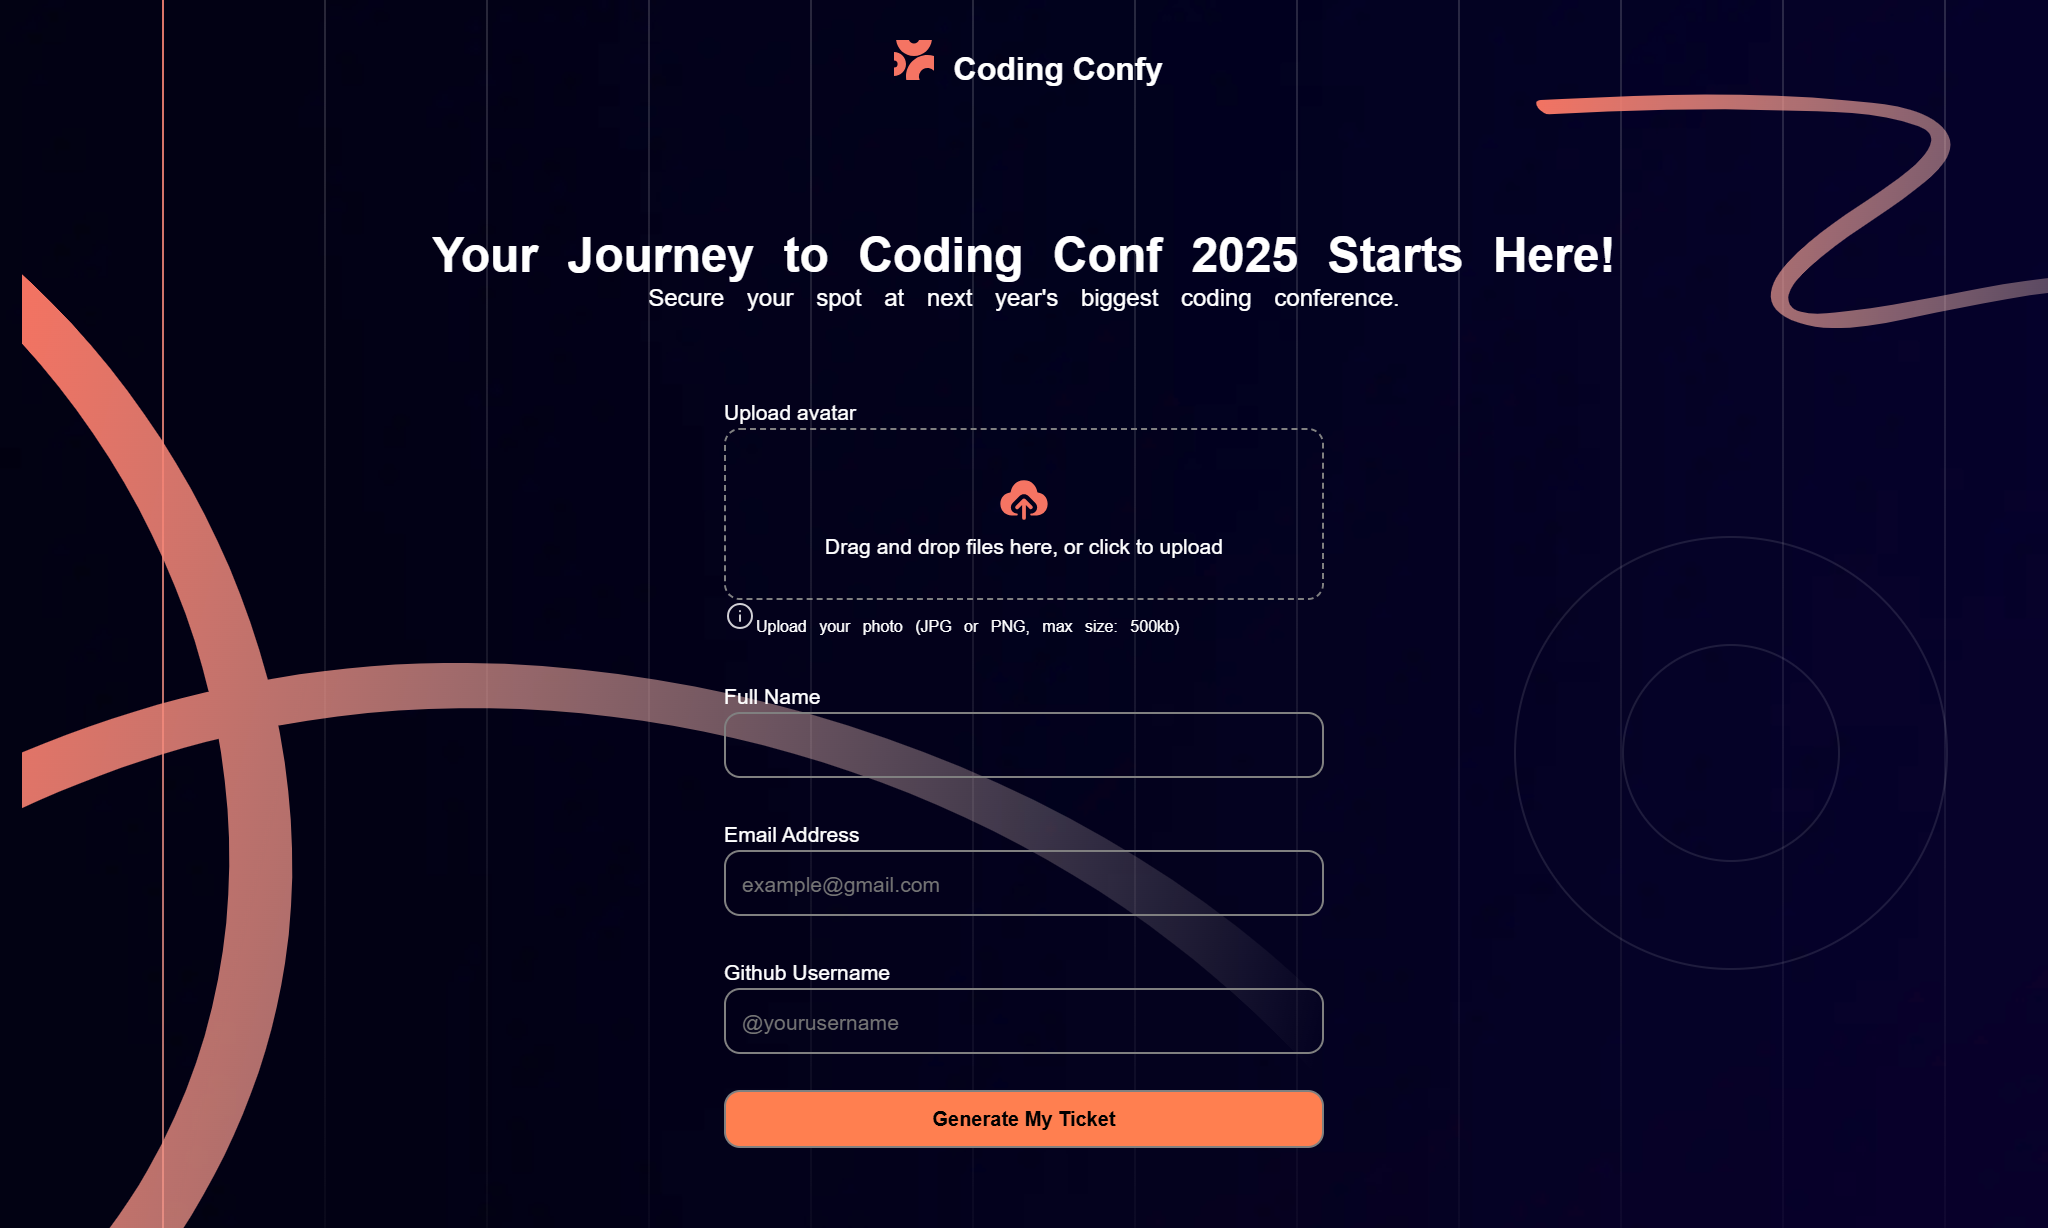 Coding Confy
Your Journey to Coding Conf 2025 Starts Here!
Secure your spot at next year's biggest coding conference.
Upload avatar
Drag and drop files here, or click to upload
Upload your photo (JPG or PNG, max size: 500kb)
Full Name
Email Address
example@gmail.com
Github Username
@yourusername
Generate My Ticket